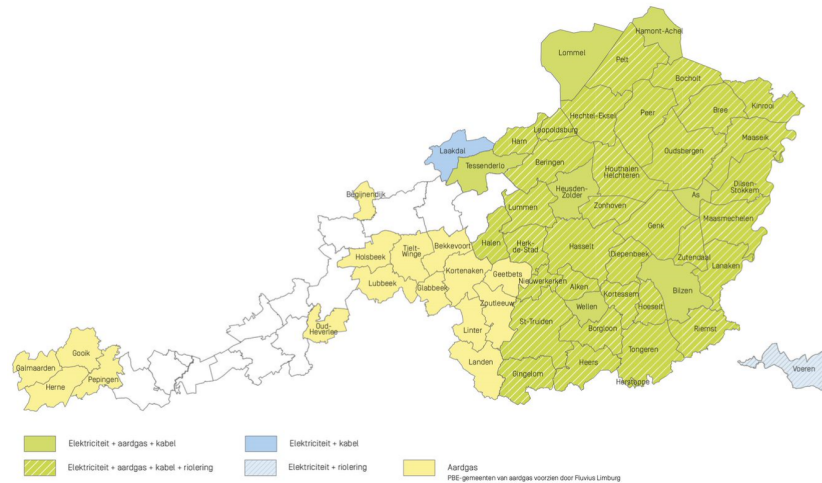 Hamont-Achel
Lommel
Pelt
Bocholt
Bree
Kinrooi
Hechtel-Eksel
Peer
Leopoldsburg
Maaseik
Ham
Laakdal
Oudsbergen
Tessenderlo
Beringen
Houthalen
Helchteren
Heusden-
Zolder
Dilsen-
Stokkem
As
Begijnendijk
Lummen
Zonhoven
Maasmechelen
Genk
Halen
Herk-
de-Stad
Hasselt
Bekkevoort
Tielt-
Winge
Holsbeek
Diepenbeek
Zutendaal
Lanaken
Kortenaken
Geetbets
Lubbeek
Glabbeek
Nieuwerkerken
Alken
Kortessem
Bilzen
Zoutleeuw
Wellen
Hoeselt
St-Truiden
Oud-
Heverlee
Borgloon
Riemst
Linter
Tongeren
Gooik
Landen
Heers
Galmaarden
Gingelom
Voeren
Pepingen
Herne
Herstappe
Elektriciteit + aardgas + kabel
Elektriciteit + kabel
Elektriciteit + aardgas + kabel + riolering
Elektriciteit + riolering
Aardgas
PBE-gemeenten van aardgas voorzien door Fluvius Limburg